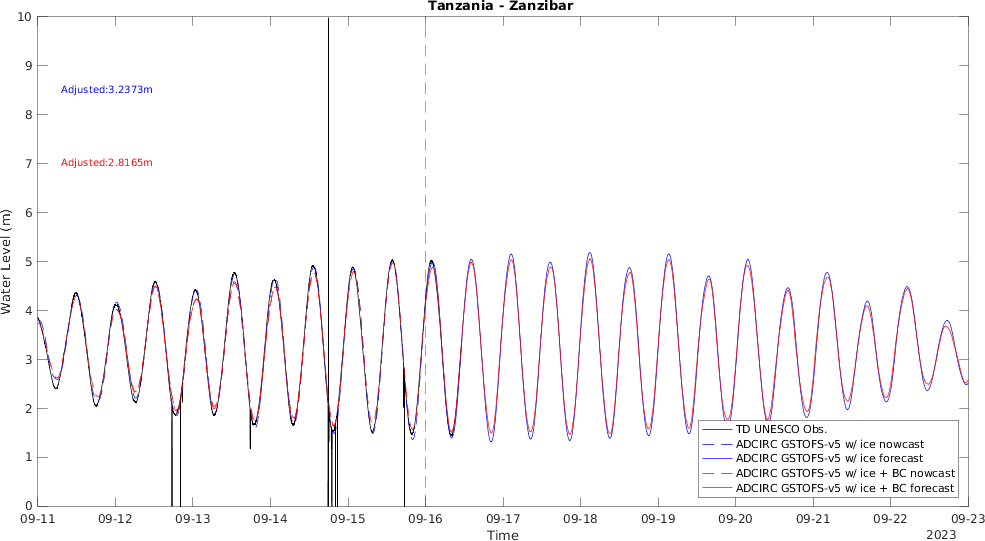 Tanzania - Zanzibar
10
9
8
7
6
5
4
3
2
1
0
Water Level (m)
Adjusted:3.2373m
Adjusted:2.8165m
TD UNESCO Obs.
ADCIRC GSTOFS-v5 w/ ice nowcast
ADCIRC GSTOFS-v5 w/ ice forecast
ADCIRC GSTOFS-v5 w/ ice + BC nowcast
ADCIRC GSTOFS-v5 w/ ice + BC forecast
09-11 09-12 09-13 09-14 09-15 09-16 09-17 09-18 09-19 09-20 09-21 09-22 09-23
Time
2023